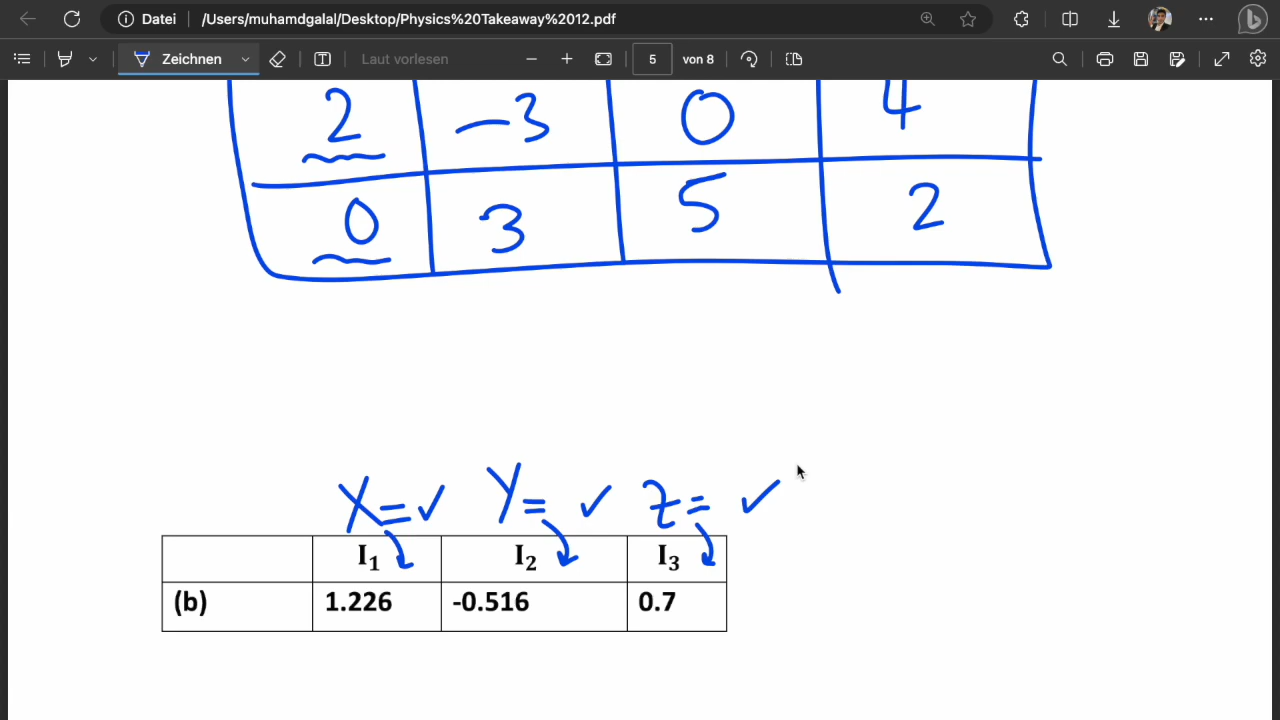 Datei /Users/muhamdgalal/Desktop/Physics%20Takeaway%2012.pdf
Zeichnen Laut vorlesen 5 von 8
2 -3 0 4
0 3 5 2
X=✓ Y=✓ Z=✓
I₁ I₂ I₃
(b) 1.226 -0.516 0.7